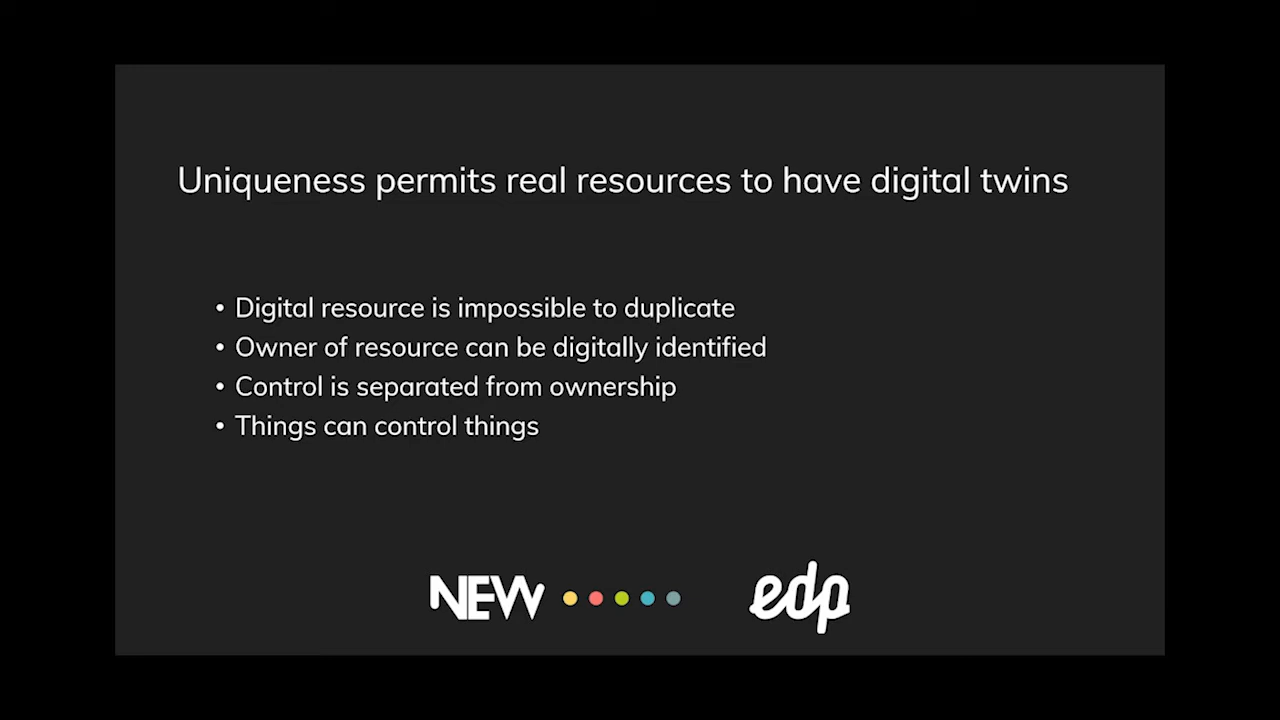 Uniqueness permits real resources to have digital twins
• Digital resource is impossible to duplicate
• Owner of resource can be digitally identified
• Control is separated from ownership
• Things can control things
NEW
edp